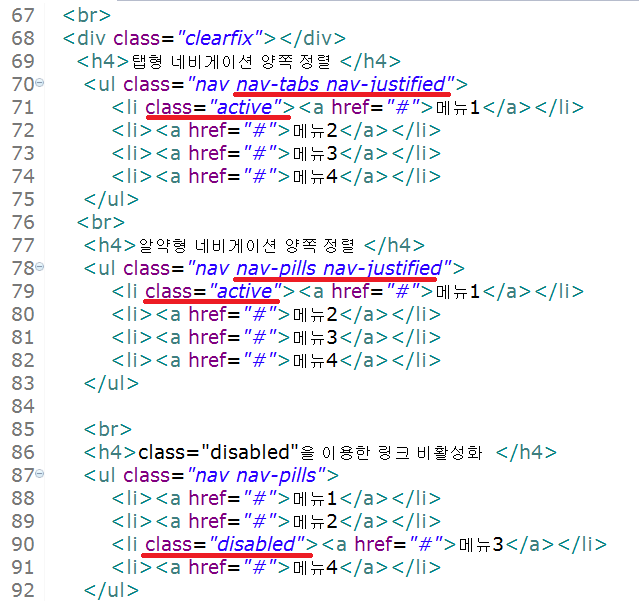 67 <br>
68 <div class="clearfix"></div>
69 <h4>탭형 네비게이션 양쪽 정렬 </h4>
70 <ul class="nav nav-tabs nav-justified">
71 <li class="active"><a href="#">메뉴1</a></li>
72 <li><a href="#">메뉴2</a></li>
73 <li><a href="#">메뉴3</a></li>
74 <li><a href="#">메뉴4</a></li>
75 </ul>
76 <br>
77 <h4>알약형 네비게이션 양쪽 정렬 </h4>
78 <ul class="nav nav-pills nav-justified">
79 <li class="active"><a href="#">메뉴1</a></li>
80 <li><a href="#">메뉴2</a></li>
81 <li><a href="#">메뉴3</a></li>
82 <li><a href="#">메뉴4</a></li>
83 </ul>
84
85 <br>
86 <h4>class="disabled"을 이용한 링크 비활성화 </h4>
87 <ul class="nav nav-pills">
88 <li><a href="#">메뉴1</a></li>
89 <li><a href="#">메뉴2</a></li>
90 <li class="disabled"><a href="#">메뉴3</a></li>
91 <li><a href="#">메뉴4</a></li>
92 </ul>